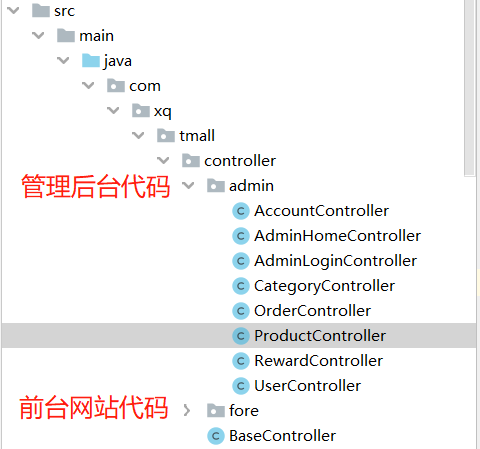 src
main
java
com
xq
tmall
controller
管理后台代码 admin
AccountController
AdminHomeController
AdminLoginController
CategoryController
OrderController
ProductController
RewardController
UserController
前台网站代码 fore
BaseController